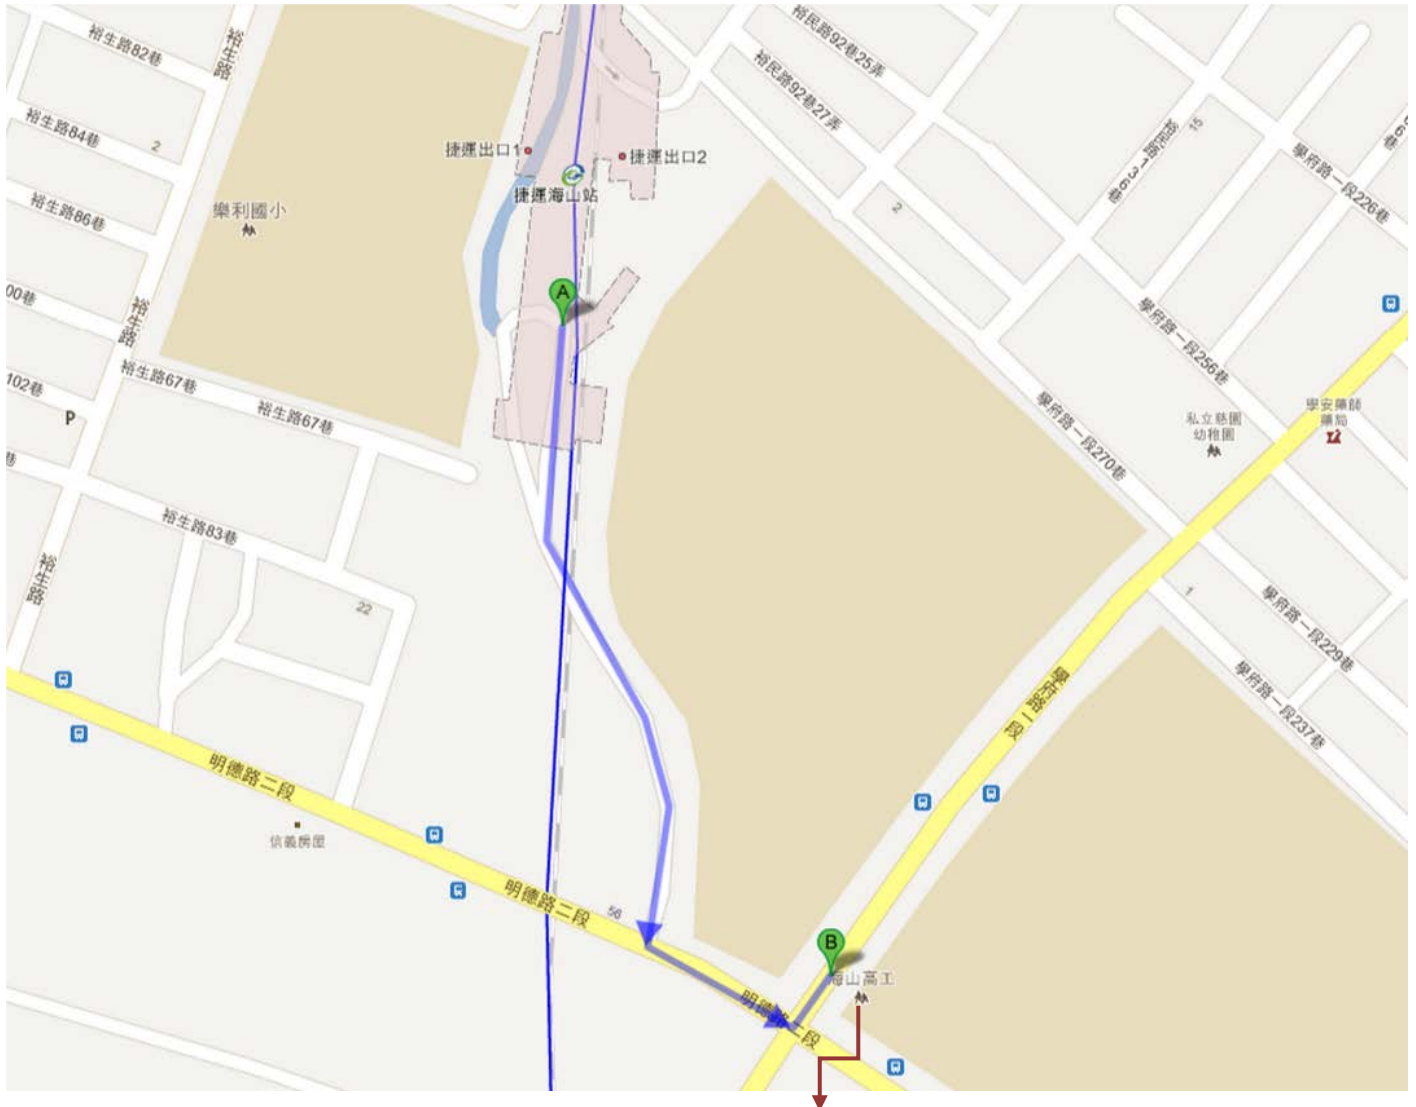 裕生路82巷
裕生路
裕民路92巷25弄
裕民路92巷27弄
裕生路84巷
2
捷運出口1
捷運出口2
捷運海山站
裕民路136巷
15
學府路一段226巷
裕生路86巷
樂利國小
2
00巷
裕生路
A
學府路一段256巷
裕生路67巷
裕生路67巷
102巷
P
學府路一段270巷
私立慈園
幼稚園
學安藥師
藥局
巷
裕生路83巷
裕生路
22
1
學府路一段229巷
學府路一段237巷
學府路一段
明德路二段
信義房屋
明德路二段
56
B
海山高工
明德路二段